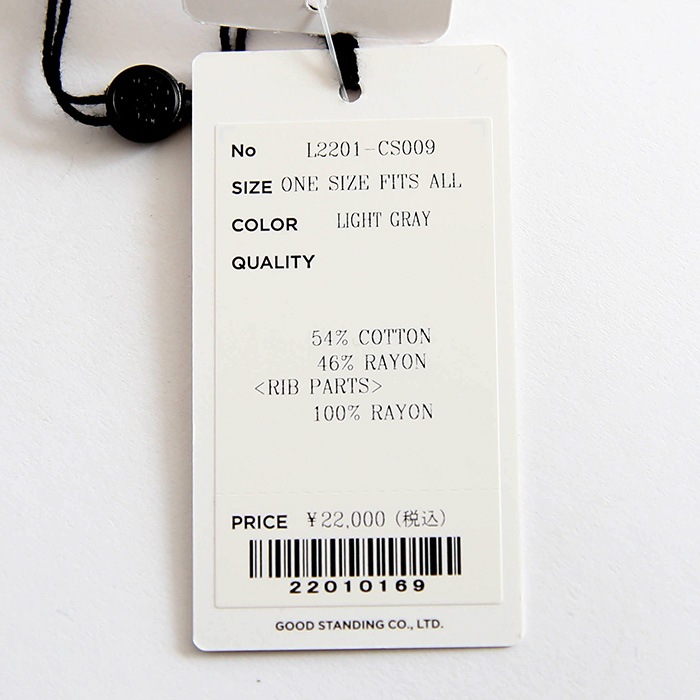 No L2201-CS009
SIZE ONE SIZE FITS ALL
COLOR LIGHT GRAY
QUALITY
54% COTTON
46% RAYON
<RIB PARTS>
100% RAYON
PRICE ¥22,000 (税込)
22010169
GOOD STANDING CO., LTD.